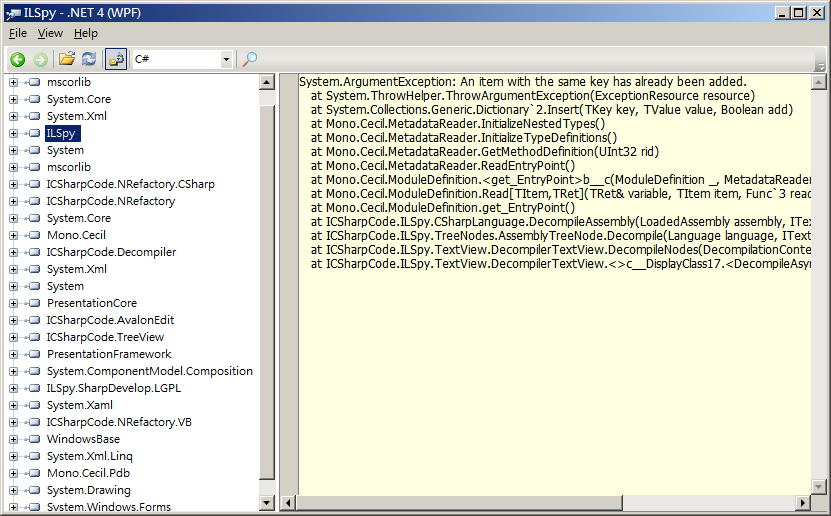 ILSpy - .NET 4 (WPF)
File View Help
C#
mscorlib
System.Core
System.Xml
ILSpy
System
mscorlib
ICSharpCode.NRefactory.CSharp
ICSharpCode.NRefactory
System.Core
Mono.Cecil
ICSharpCode.Decompiler
System.Xml
System
PresentationCore
ICSharpCode.AvalonEdit
ICSharpCode.TreeView
PresentationFramework
System.ComponentModel.Composition
ILSpy.SharpDevelop.LGPL
System.Xaml
ICSharpCode.NRefactory.VB
WindowsBase
System.Xml.Linq
Mono.Cecil.Pdb
System.Drawing
System.Windows.Forms
System.ArgumentException: An item with the same key has already been added.
at System.ThrowHelper.ThrowArgumentException(ExceptionResource resource)
at System.Collections.Generic.Dictionary`2.Insert(TKey key, TValue value, Boolean add)
at Mono.Cecil.MetadataReader.InitializeNestedTypes()
at Mono.Cecil.MetadataReader.InitializeTypeDefinitions()
at Mono.Cecil.MetadataReader.GetMethodDefinition(UInt32 rid)
at Mono.Cecil.MetadataReader.ReadEntryPoint()
at Mono.Cecil.ModuleDefinition.<get_EntryPoint>b__c(ModuleDefinition _, MetadataReader
at Mono.Cecil.ModuleDefinition.Read[TItem,TRet](TRet& variable, TItem item, Func`3 read
at Mono.Cecil.ModuleDefinition.get_EntryPoint()
at ICSharpCode.ILSpy.CSharpLanguage.DecompileAssembly(LoadedAssembly assembly, IText
at ICSharpCode.ILSpy.TreeNodes.AssemblyTreeNode.Decompile(Language language, IText
at ICSharpCode.ILSpy.TextView.DecompilerTextView.DecompileNodes(DecompilationConte
at ICSharpCode.ILSpy.TextView.DecompilerTextView.<>c__DisplayClass17.<DecompileAsyn